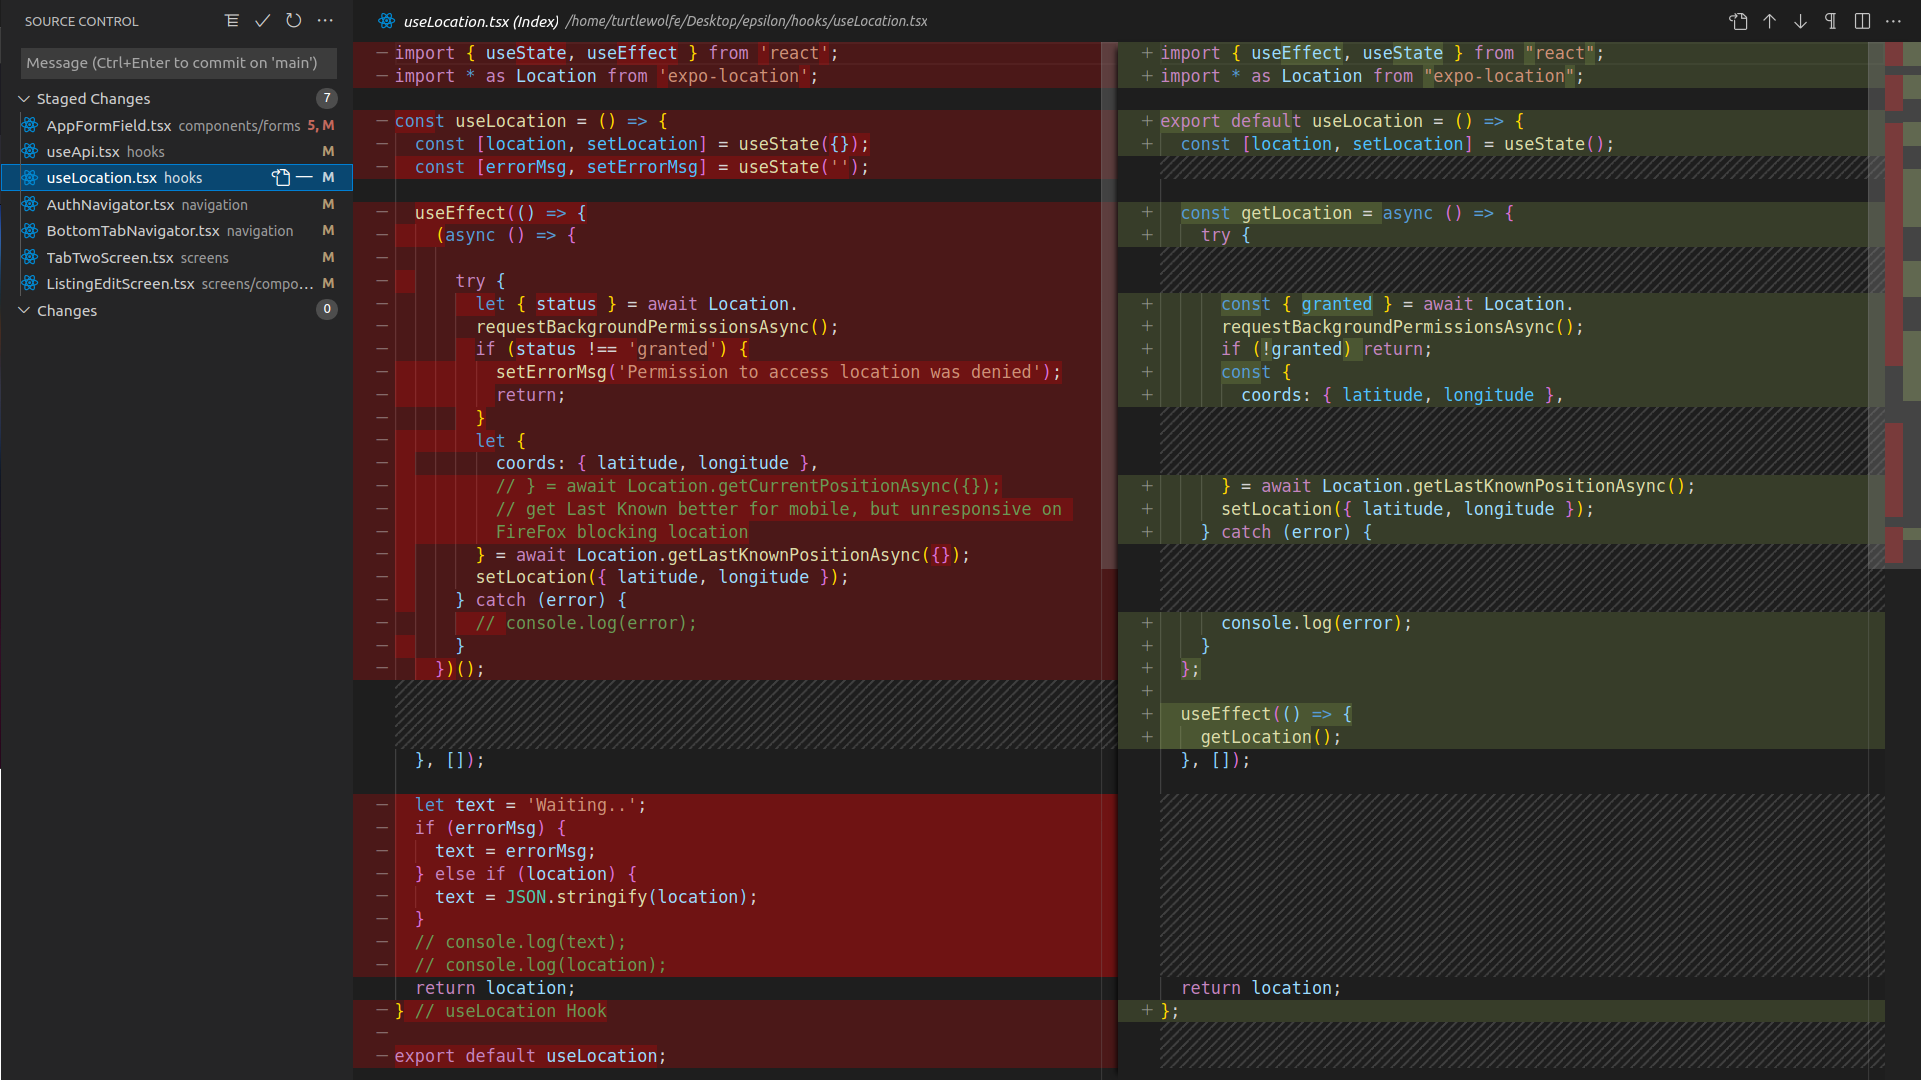 SOURCE CONTROL
Message (Ctrl+Enter to commit on 'main')
Staged Changes 7
AppFormField.tsx components/forms 5, M
useApi.tsx hooks M
useLocation.tsx hooks M
AuthNavigator.tsx navigation M
BottomTabNavigator.tsx navigation M
TabTwoScreen.tsx screens M
ListingEditScreen.tsx screens/compo... M
Changes 0
useLocation.tsx (Index) /home/turtlewolfe/Desktop/epsilon/hooks/useLocation.tsx
— import { useState, useEffect } from 'react';
— import * as Location from 'expo-location';
— const useLocation = () => {
— const [location, setLocation] = useState({});
— const [errorMsg, setErrorMsg] = useState('');
— useEffect(() => {
— (async () => {
—
— try {
— let { status } = await Location.
— requestBackgroundPermissionsAsync();
— if (status !== 'granted') {
— setErrorMsg('Permission to access location was denied');
— return;
— }
— let {
— coords: { latitude, longitude },
— // } = await Location.getCurrentPositionAsync({});
— // get Last Known better for mobile, but unresponsive on
— FireFox blocking location
— } = await Location.getLastKnownPositionAsync({});
— setLocation({ latitude, longitude });
— } catch (error) {
— // console.log(error);
— }
— })();
}, []);
— let text = 'Waiting..';
— if (errorMsg) {
— text = errorMsg;
— } else if (location) {
— text = JSON.stringify(location);
— }
— // console.log(text);
— // console.log(location);
return location;
— } // useLocation Hook
—
— export default useLocation;
+ import { useEffect, useState } from "react";
+ import * as Location from "expo-location";
+ export default useLocation = () => {
+ const [location, setLocation] = useState();
+ const getLocation = async () => {
+ try {
+ const { granted } = await Location.
+ requestBackgroundPermissionsAsync();
+ if (!granted) return;
+ const {
+ coords: { latitude, longitude },
+ } = await Location.getLastKnownPositionAsync();
+ setLocation({ latitude, longitude });
+ } catch (error) {
+ console.log(error);
+ }
+ };
+
+ useEffect(() => {
+ getLocation();
}, []);
return location;
+ };